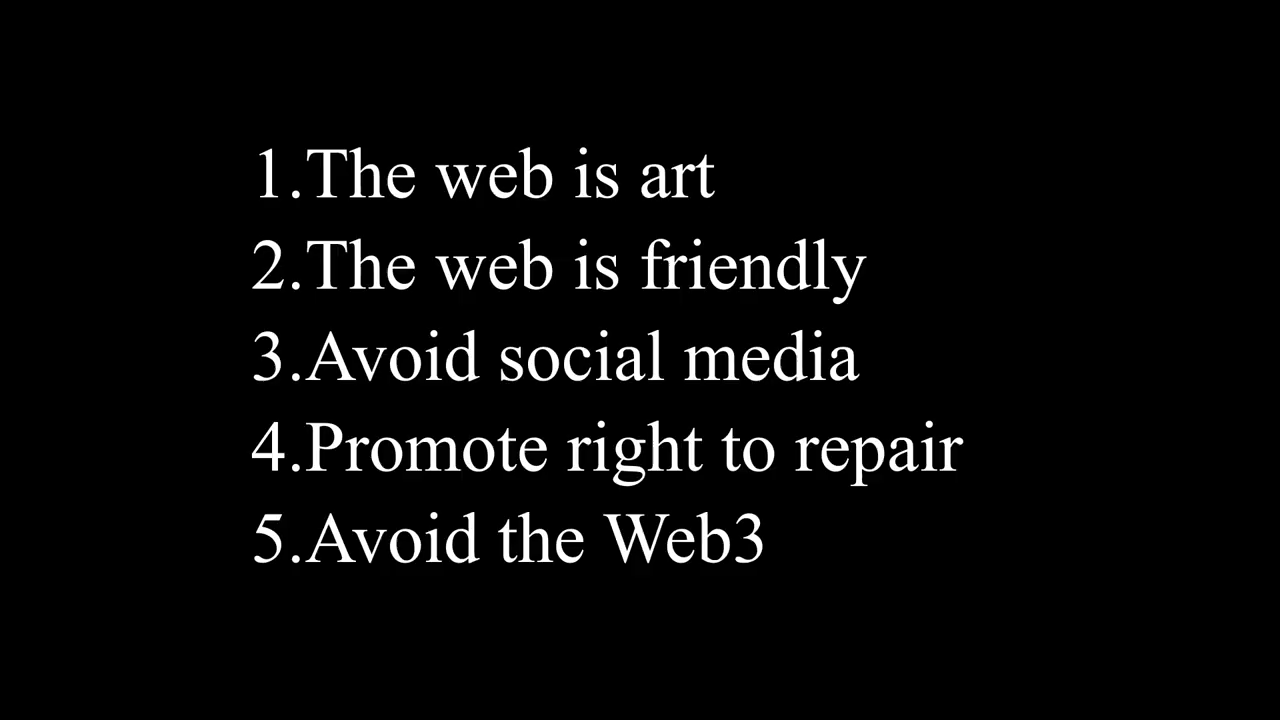 1.The web is art
2.The web is friendly
3.Avoid social media
4.Promote right to repair
5.Avoid the Web3